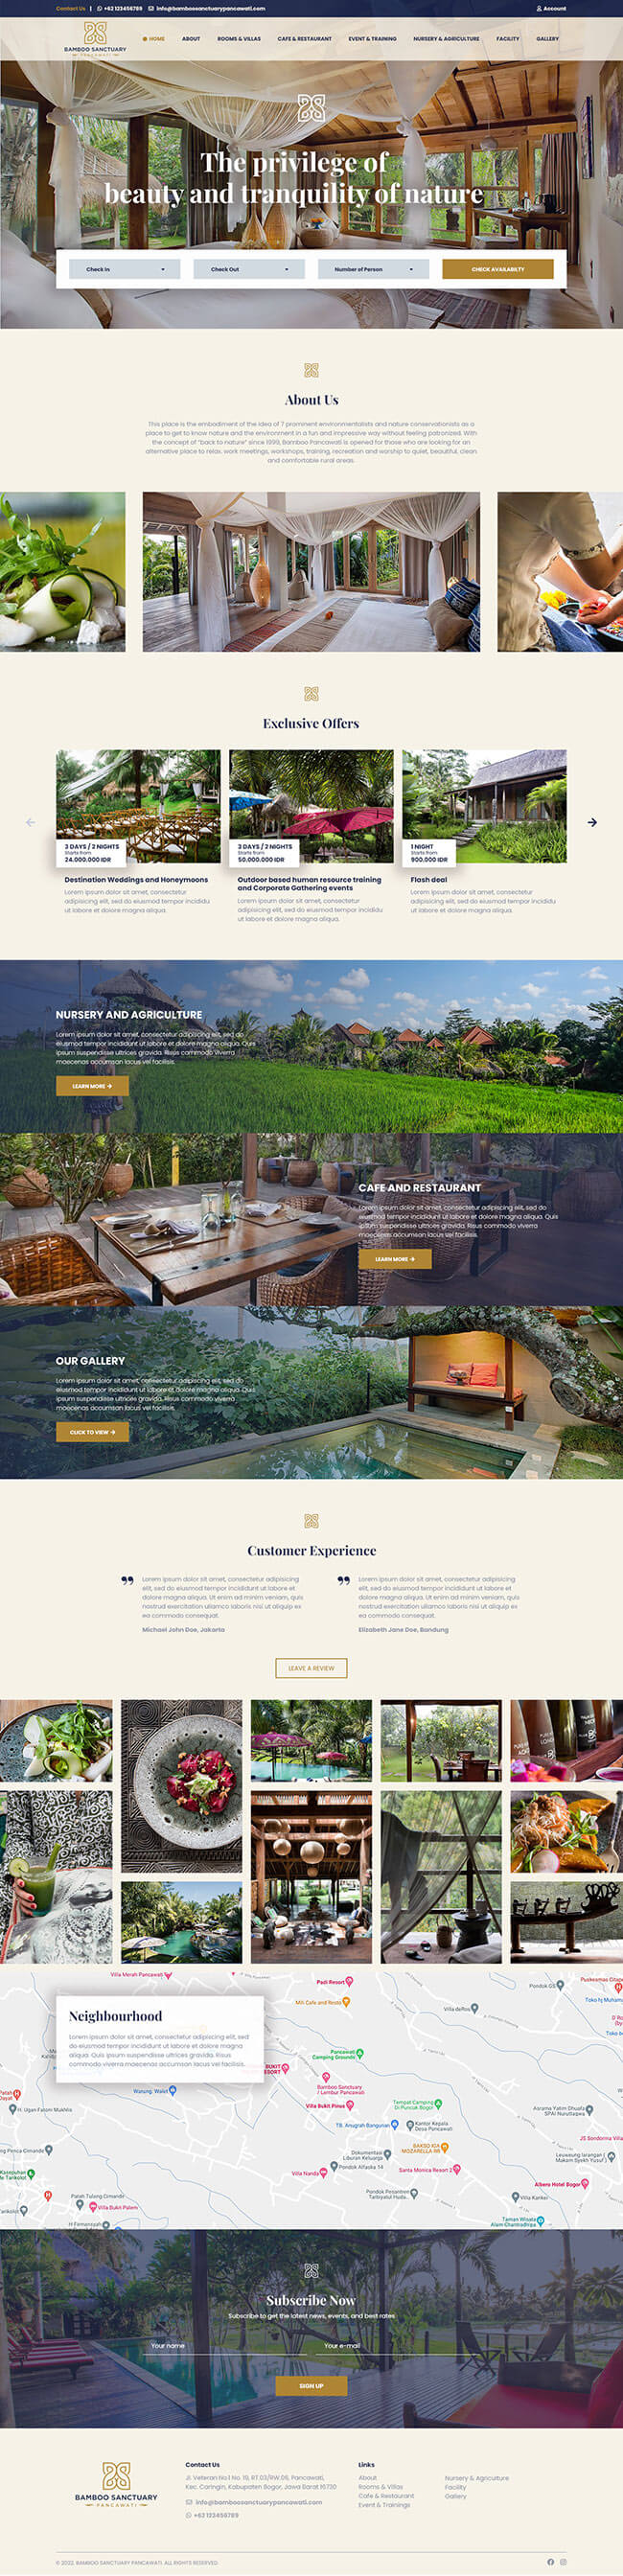 Contact Us | +62 123456789 info@bamboosanctuarypancawati.com Account
BAMBOO SANCTUARY
PANCAWATI
HOME ABOUT ROOMS & VILLAS CAFE & RESTAURANT EVENT & TRAINING NURSERY & AGRICULTURE FACILITY GALLERY
The privilege of
beauty and tranquility of nature
Check in Check Out Number of Person CHECK AVAILABILTY
About Us
This place is the embodiment of the idea of 7 prominent environmentalists and nature conservationists as a
place to get to know nature and the environment in a fun and impressive way without feeling patronized. With
the concept of "back to nature" since 1999, Bamboo Pancawati is opened for those who are looking for an
alternative place to relax, work meetings, workshops, training, recreation and worship to quiet, beautiful, clean
and comfortable rural areas.
Exclusive Offers
3 DAYS / 2 NIGHTS
Starts from
24.000.000 IDR
3 DAYS / 2 NIGHTS
Starts from
50.000.000 IDR
1 NIGHT
Starts from
900.000 IDR
Destination Weddings and Honeymoons
Lorem ipsum dolor sit amet, consectetur
adipisicing elit, sed do eiusmod tempor incididu
ut labore et dolore magna aliqua.
Outdoor based human resource training
and Corporate Gathering events
Lorem ipsum dolor sit amet, consectetur
adipisicing elit, sed do eiusmod tempor incididu
ut labore et dolore magna aliqua.
Flash deal
Lorem ipsum dolor sit amet, consectetur
adipisicing elit, sed do eiusmod tempor incididu
ut labore et dolore magna aliqua.
NURSERY AND AGRICULTURE
Lorem ipsum dolor sit amet, consectetur adipiscing elit, sed do
eiusmod tempor incididunt ut labore et dolore magna aliqua. Quis
ipsum suspendisse ultrices gravida. Risus commodo viverra
maecenas accumsan lacus vel facilisis.
LEARN MORE
CAFE AND RESTAURANT
Lorem ipsum dolor sit amet, consectetur adipiscing elit, sed do
eiusmod tempor incididunt ut labore et dolore magna aliqua. Quis
ipsum suspendisse ultrices gravida. Risus commodo viverra
maecenas accumsan lacus vel facilisis.
LEARN MORE
OUR GALLERY
Lorem ipsum dolor sit amet, consectetur adipiscing elit, sed do
eiusmod tempor incididunt ut labore et dolore magna aliqua. Quis
ipsum suspendisse ultrices gravida. Risus commodo viverra
maecenas accumsan lacus vel facilisis.
CLICK TO VIEW
Customer Experience
Lorem ipsum dolor sit amet, consectetur adipisicing
elit, sed do eiusmod tempor incididunt ut labore et
dolore magna aliqua. Ut enim ad minim veniam, quis
nostrud exercitation ullamco laboris nisi ut aliquip ex
ea commodo consequat.
Michael John Doe, Jakarta
Lorem ipsum dolor sit amet, consectetur adipisicing
elit, sed do eiusmod tempor incididunt ut labore et
dolore magna aliqua. Ut enim ad minim veniam, quis
nostrud exercitation ullamco laboris nisi ut aliquip ex
ea commodo consequat.
Elizabeth Jane Doe, Bandung
LEAVE A REVIEW
Villa Merah Pancawati
Padi Resort
Pondok GS
Puskesmas Citape
MA Cafe and Resto
Villa daRos
Toko hj Muham
Neighbourhood
Lorem ipsum dolor sit amet, consectetur adipiscing elit, sed
do eiusmod tempor incididunt ut labore et dolore magna
aliqua. Quis ipsum suspendisse ultrices gravida. Risus
commodo viverra maecenas accumsan lacus vel facilisis.
Pancawati
Camping Grounds
BUKIT
ESORT
Bamboo Sanctuary
/ Lembur Pancawati
Warung. Walet
Villa Bukit Pinus
Tempat Camping
Di Puncak Bogor
H. Ugan Fatoni Mukhlis
Asrama Yatim Dhuafa
SPAI Nuruttaqwa
TB. Anugrah Bangunan
Kantor Kepala
Desa Pancawati
JS Sandorma Villa
BAKSO KJA
MOZARELLA 88
ng Penca Cimande
Dokumentasi
Liburan Keluarga
Pondok Alfaska 14
Villa Nanda
Santa Monica Resort 2
Albero Hotel Bogor
Pondok Pesantren
Tarbiyatul Huda..
Villa Kankei
Patah Tulang Cimande
Villa Bukit Palem
Taman Wisata
Subscribe Now
Subscribe to get the latest news, events, and best rates
Your name Your e-mail
SIGN UP
BAMBOO SANCTUARY
PANCAWATI
Contact Us
Jl. Veteran No.1 No. 19, RT.03/RW.06, Pancawati,
Kec. Caringin, Kabupaten Bogor, Jawa Barat 16730
info@bamboosanctuarypancawati.com
+62 123456789
Links
About
Rooms & Villas
Cafe & Restaurant
Event & Trainings
Nursery & Agriculture
Facility
Gallery
© 2022, BAMBOO SANCTUARY PANCAWATI. ALL RIGHTS RESERVED.